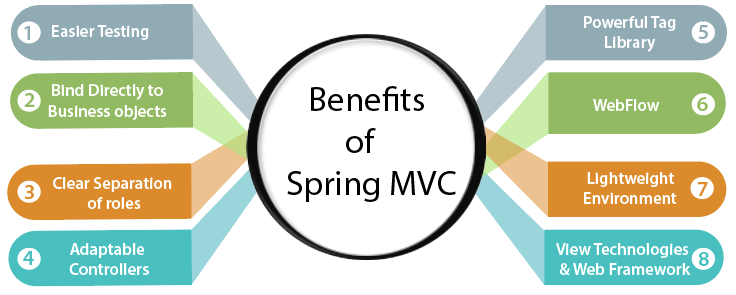 1 Easier Testing
2 Bind Directly to
Business objects
3 Clear Separation
of roles
4 Adaptable
Controllers
Benefits
of
Spring MVC
Powerful Tag
Library 5
WebFlow 6
Lightweight
Environment 7
View Technologies
& Web Framework 8